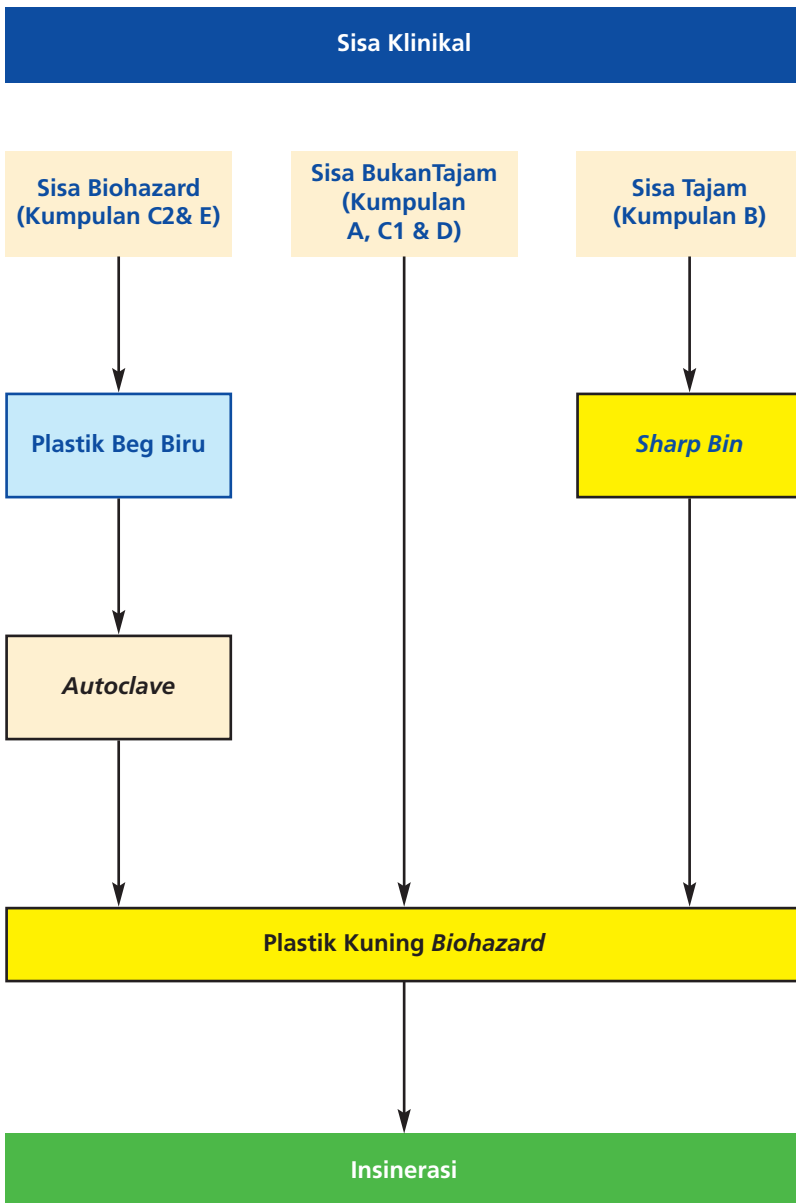 Sisa Klinikal
Sisa Biohazard
(Kumpulan C2& E)
Sisa BukanTajam
(Kumpulan
A, C1 & D)
Sisa Tajam
(Kumpulan B)
Plastik Beg Biru
Sharp Bin
Autoclave
Plastik Kuning Biohazard
Insinerasi